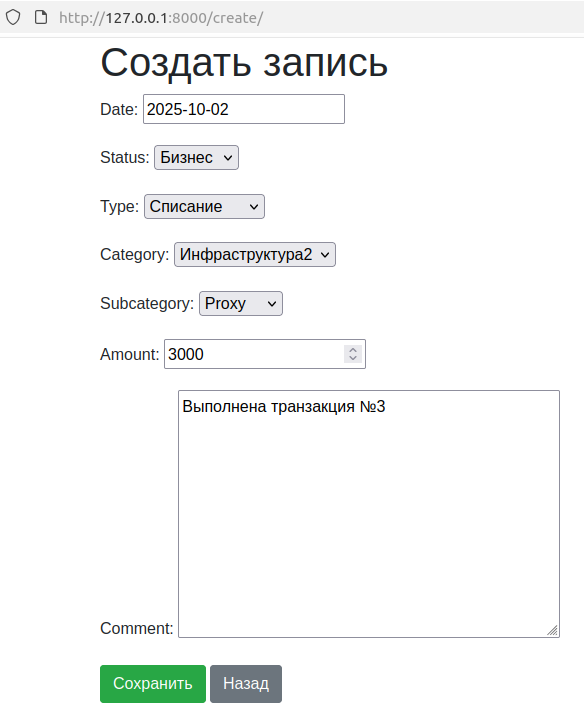 http://127.0.0.1:8000/create/
Создать запись
Date: 2025-10-02
Status: Бизнес
Type: Списание
Category: Инфраструктура2
Subcategory: Proxy
Amount: 3000
Выполнена транзакция №3
Comment:
Сохранить Назад